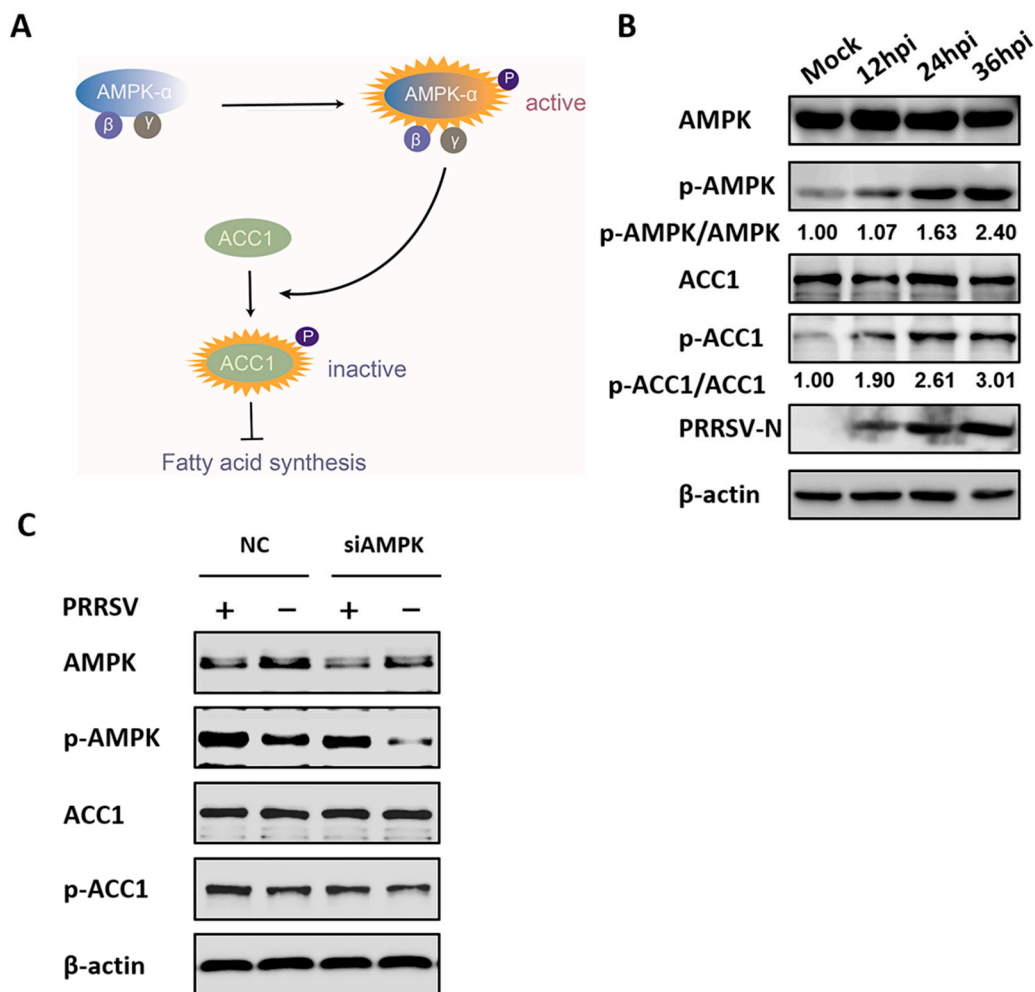 A
AMPK-α
β
γ
AMPK-α
P
active
β
γ
ACC1
P
ACC1
inactive
Fatty acid synthesis
B
Mock 12hpi 24hpi 36hpi
AMPK
p-AMPK
p-AMPK/AMPK 1.00 1.07 1.63 2.40
ACC1
p-ACC1
p-ACC1/ACC1 1.00 1.90 2.61 3.01
PRRSV-N
β-actin
C
NC siAMPK
PRRSV + − + −
AMPK
p-AMPK
ACC1
p-ACC1
β-actin